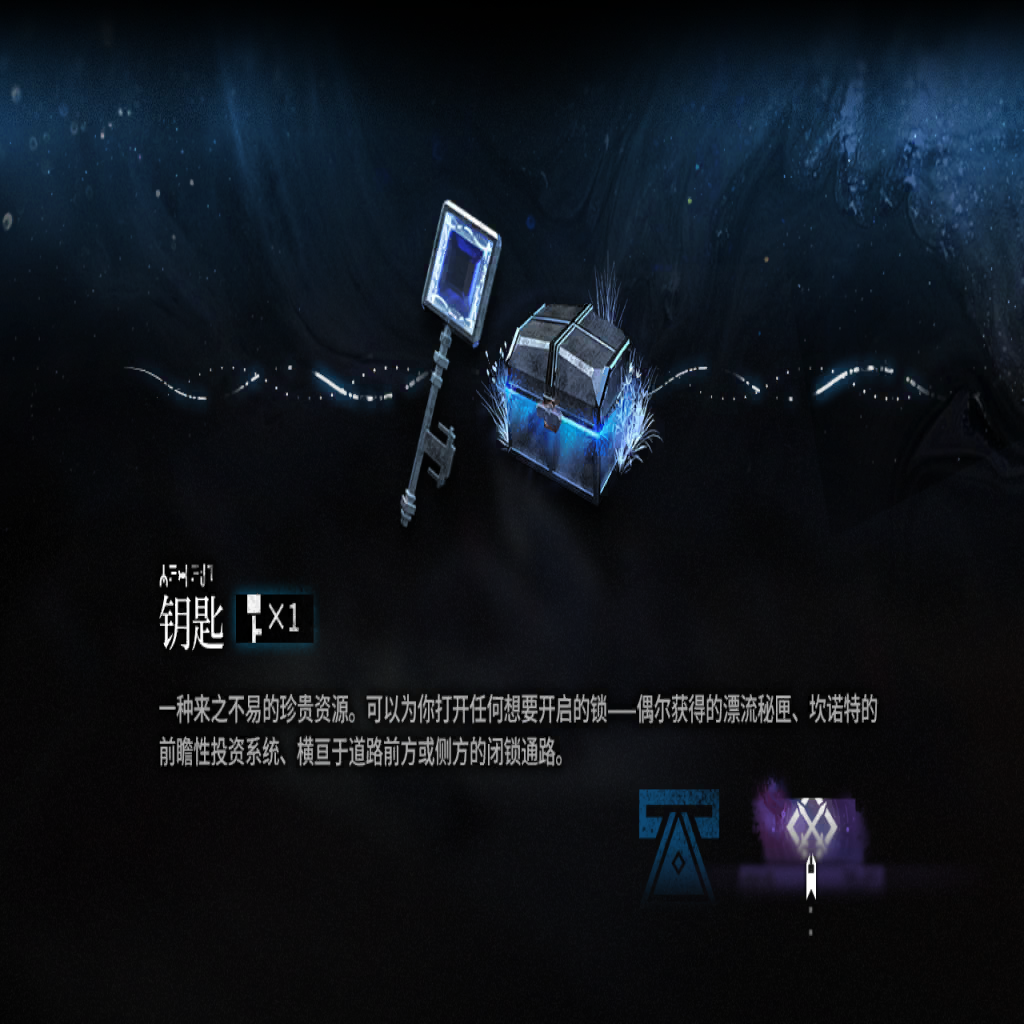 钥匙
×1
一种来之不易的珍贵资源。可以为你打开任何想要开启的锁——偶尔获得的漂流秘匣、坎诺特的
前瞻性投资系统、横亘于道路前方或侧方的闭锁通路。